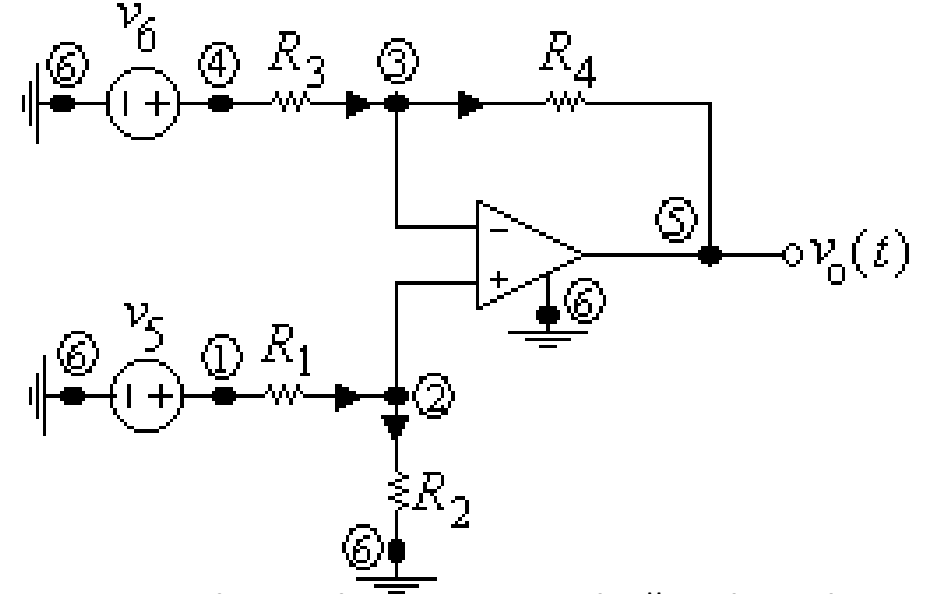 v6
⑥ ④ R3 ③ R4
− +
⑤
−
vo(t)
+
⑥
v5
⑥ ① R1
− + ②
R2
⑥